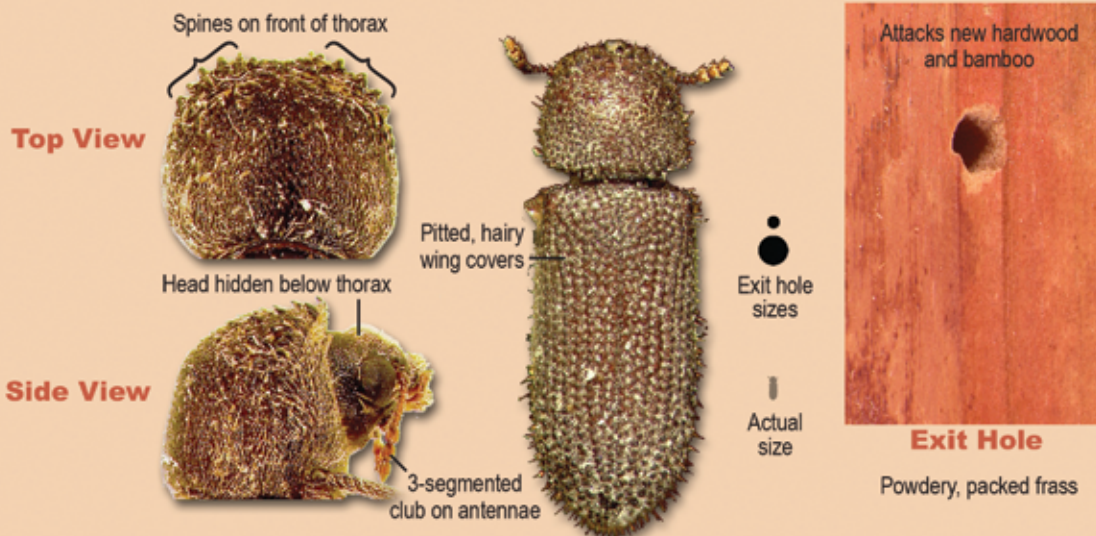 Spines on front of thorax
Top View
Head hidden below thorax
Side View
3-segmented
club on antennae
Pitted, hairy
wing covers
Exit hole
sizes
Actual
size
Attacks new hardwood
and bamboo
Exit Hole
Powdery, packed frass